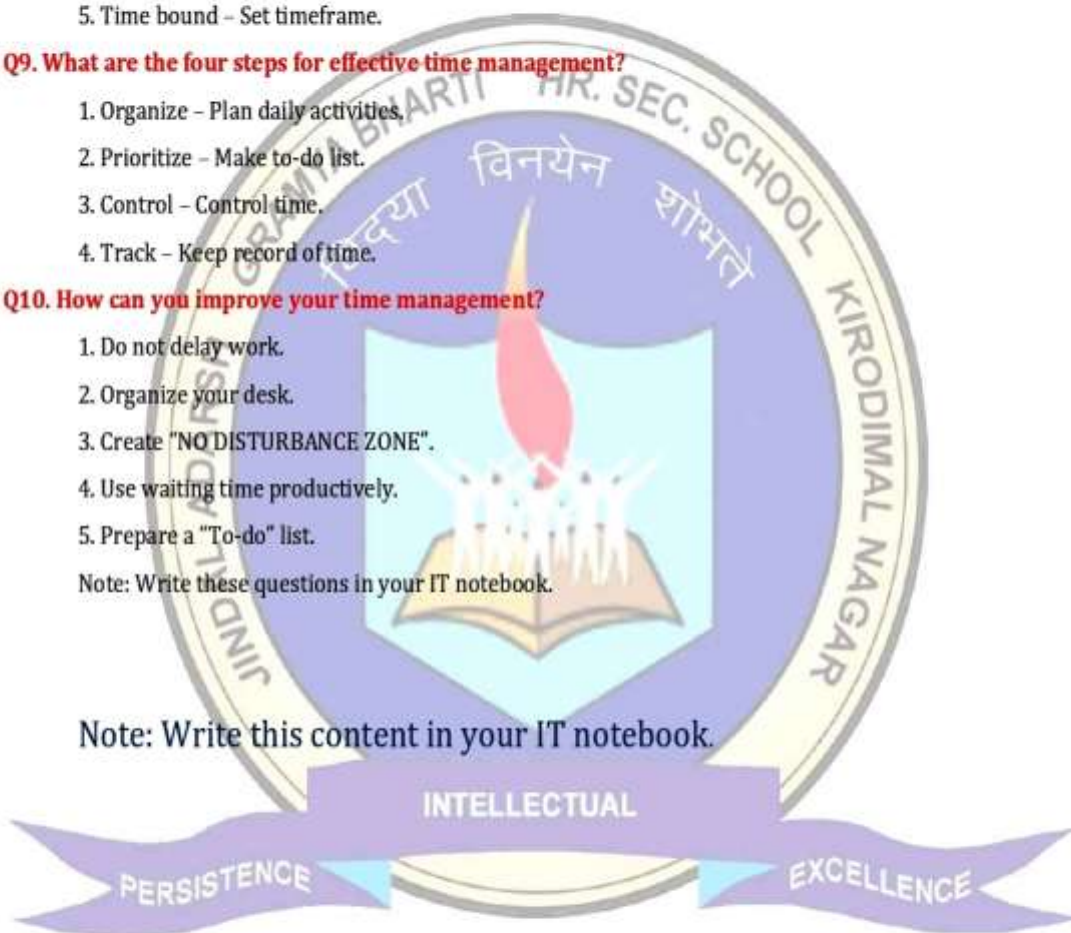 5. Time bound – Set timeframe.
Q9. What are the four steps for effective time management?
1. Organize – Plan daily activities.
2. Prioritize – Make to-do list.
3. Control – Control time.
4. Track – Keep record of time.
Q10. How can you improve your time management?
1. Do not delay work.
2. Organize your desk.
3. Create "NO DISTURBANCE ZONE".
4. Use waiting time productively.
5. Prepare a "To-do" list.
Note: Write these questions in your IT notebook.
Note: Write this content in your IT notebook.
JINDAL ADARSH GRAMYA BHARTI HR. SEC. SCHOOL KIRODIMAL NAGAR
विद्या विनयेन शोभते
INTELLECTUAL
PERSISTENCE
EXCELLENCE